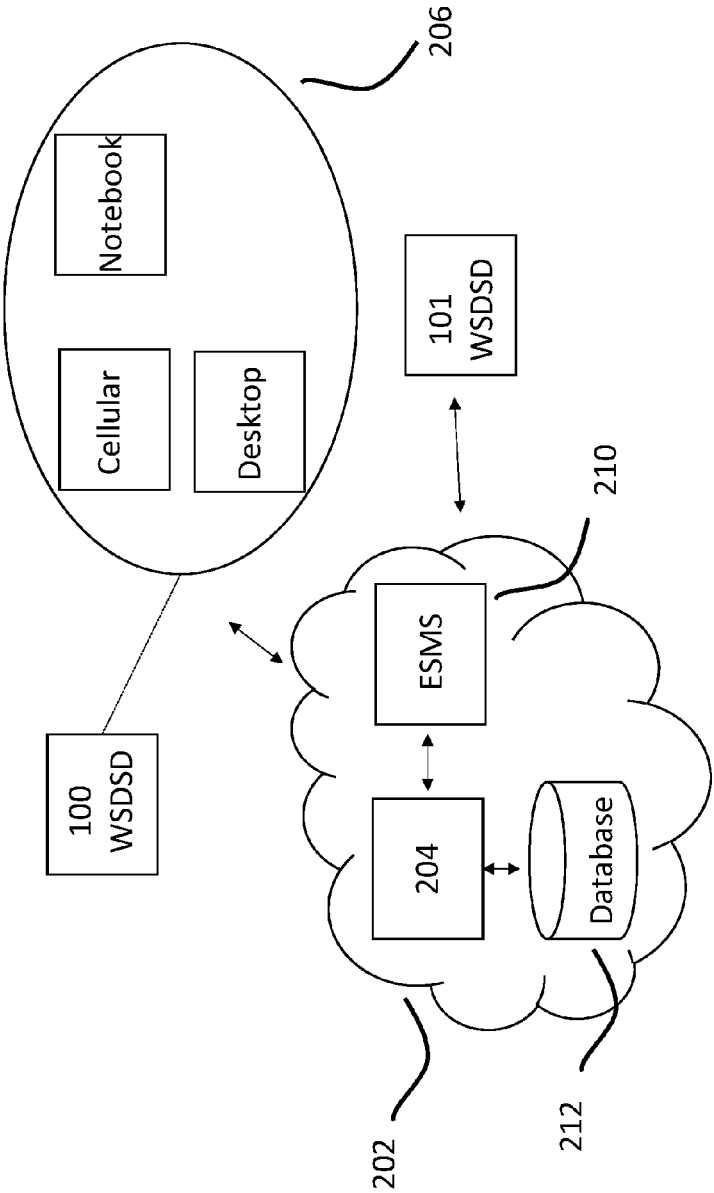 100
WSDSD
Cellular
Notebook
Desktop
206
101
WSDSD
204
ESMS
210
Database
202
212